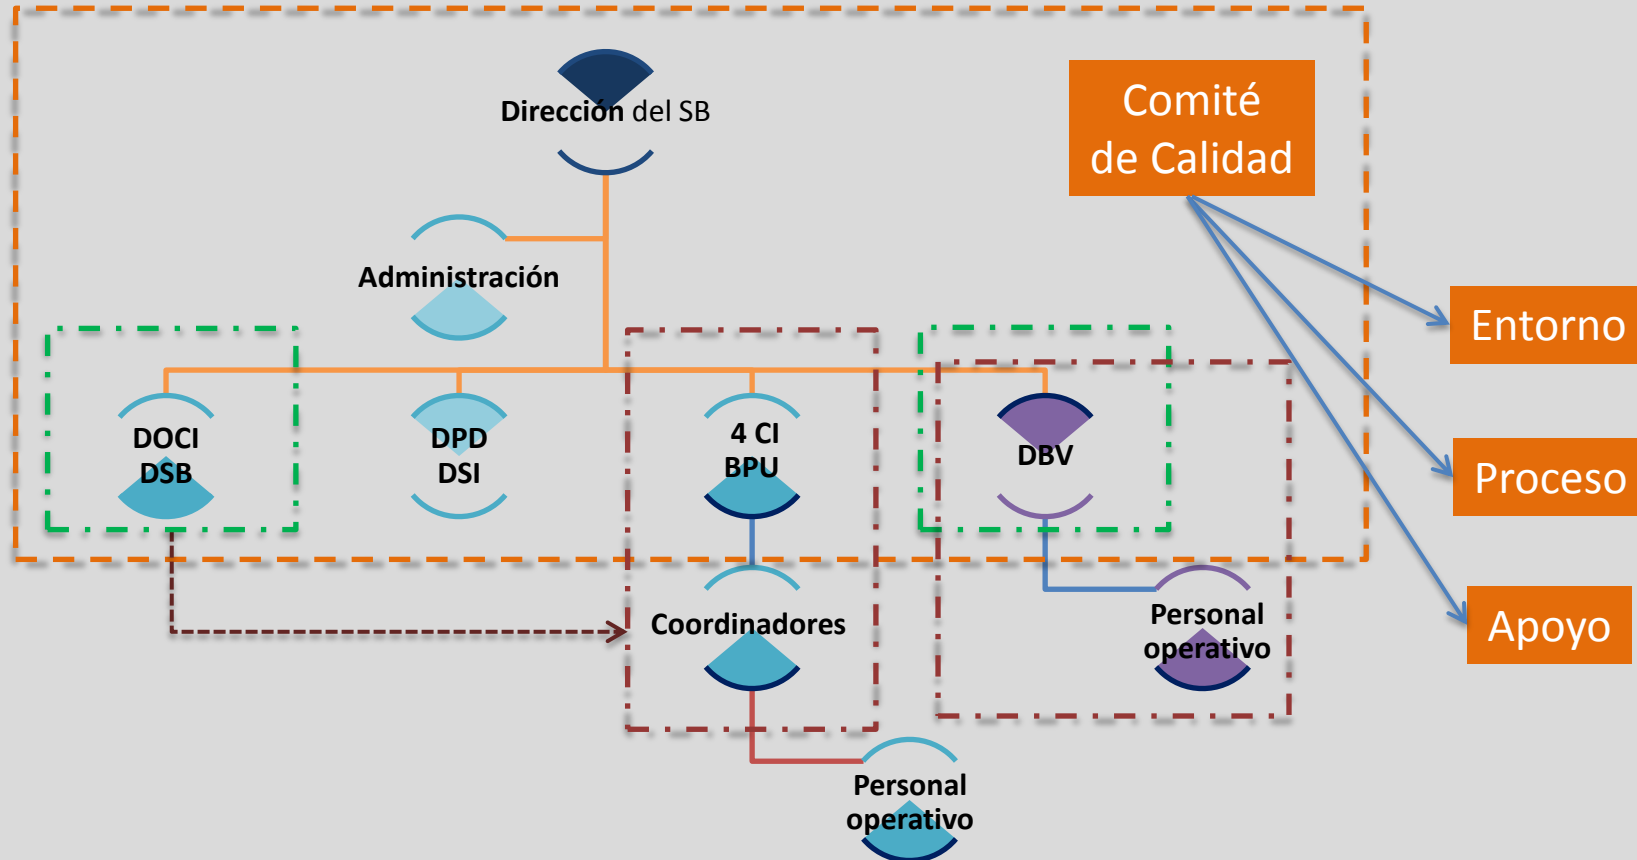 Dirección del SB
Comité
de Calidad
Administración
Entorno
DOCI
DSB
DPD
DSI
4 CI
BPU
DBV
Proceso
Coordinadores
Personal
operativo
Apoyo
Personal
operativo